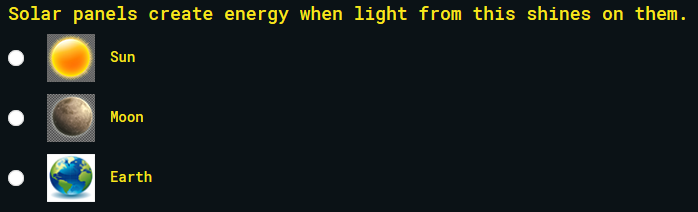 Solar panels create energy when light from this shines on them.
Sun
Moon
Earth